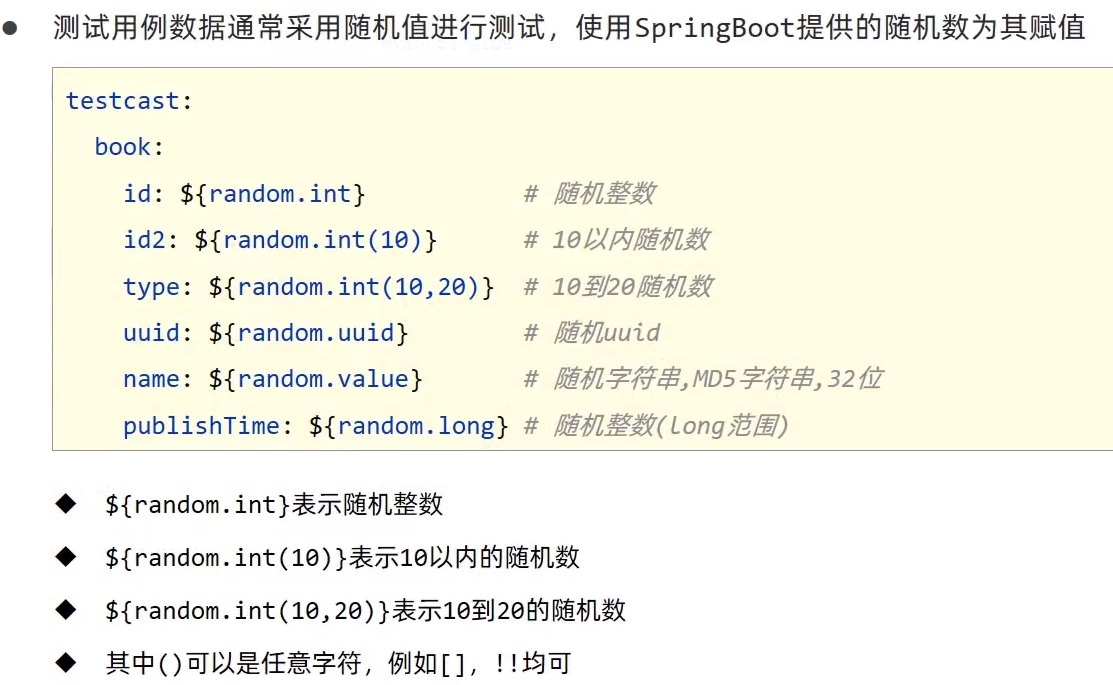 ● 测试用例数据通常采用随机值进行测试，使用SpringBoot提供的随机数为其赋值
testcast:
  book:
    id: ${random.int}           # 随机整数
    id2: ${random.int(10)}      # 10以内随机数
    type: ${random.int(10,20)}  # 10到20随机数
    uuid: ${random.uuid}        # 随机uuid
    name: ${random.value}       # 随机字符串,MD5字符串,32位
    publishTime: ${random.long} # 随机整数(long范围)
◆ ${random.int}表示随机整数
◆ ${random.int(10)}表示10以内的随机数
◆ ${random.int(10,20)}表示10到20的随机数
◆ 其中()可以是任意字符，例如[]，!!均可